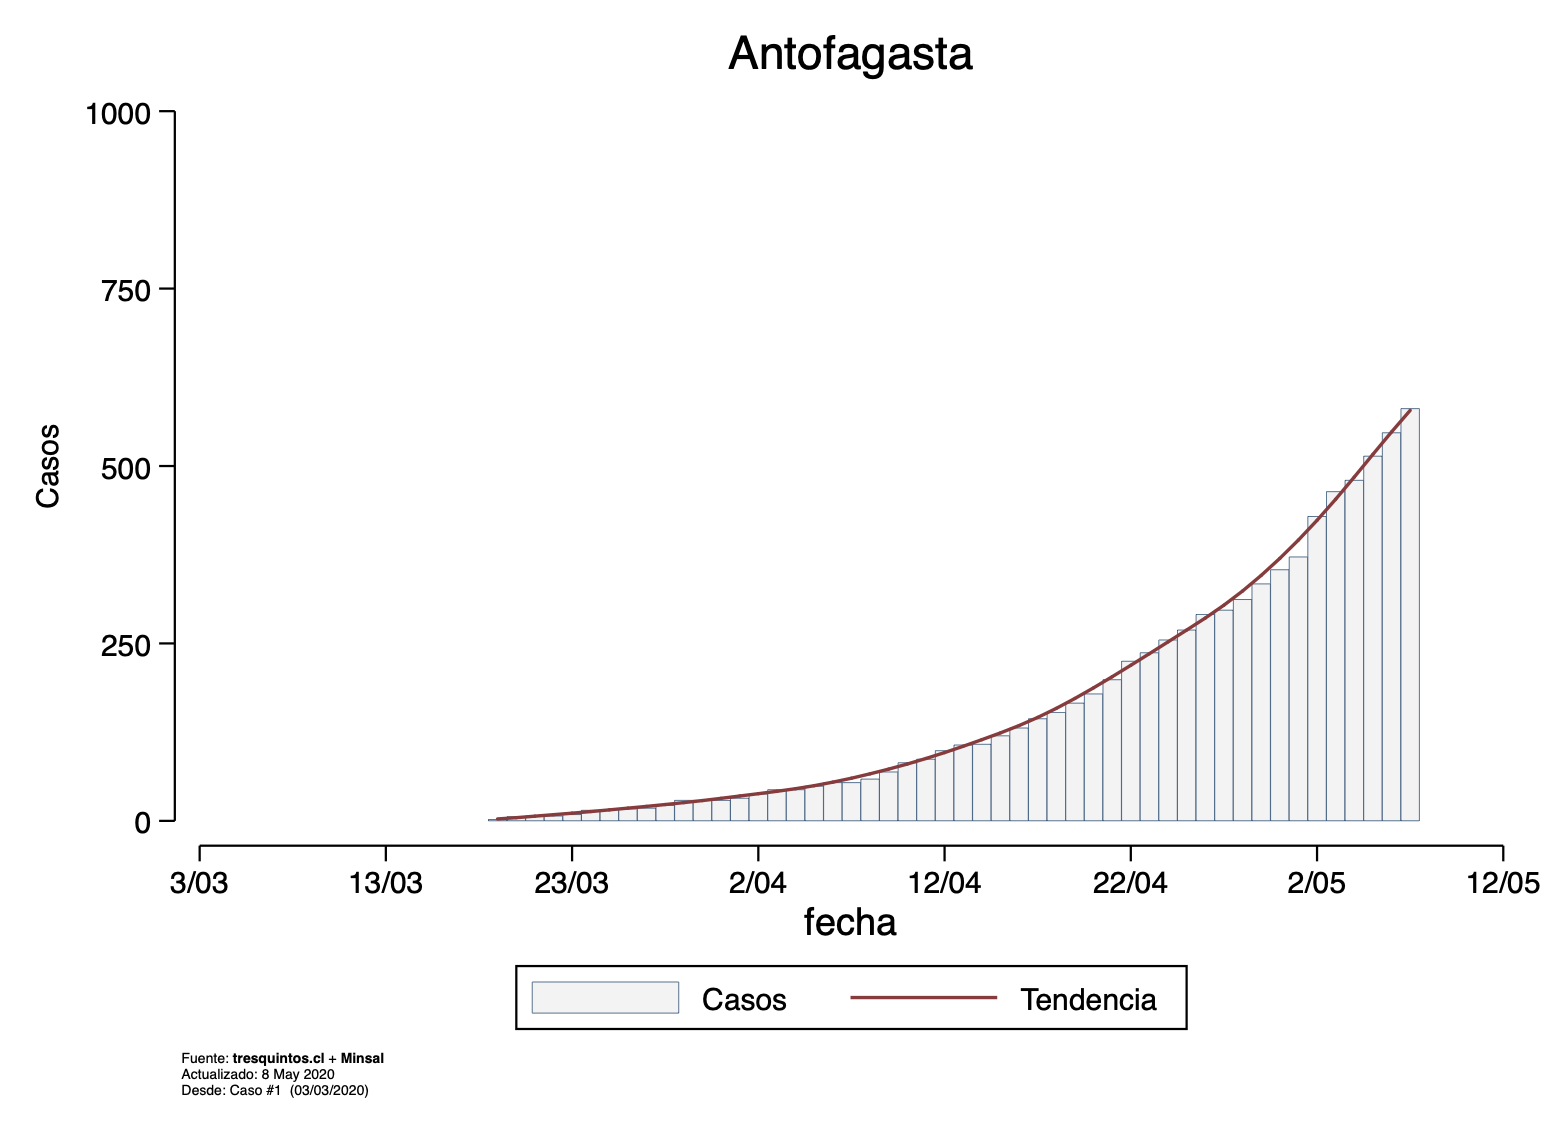 Antofagasta
1000
750
500
250
0
Casos
3/03 13/03 23/03 2/04 12/04 22/04 2/05 12/05
fecha
Casos Tendencia
Fuente: tresquintos.cl + Minsal
Actualizado: 8 May 2020
Desde: Caso #1 (03/03/2020)